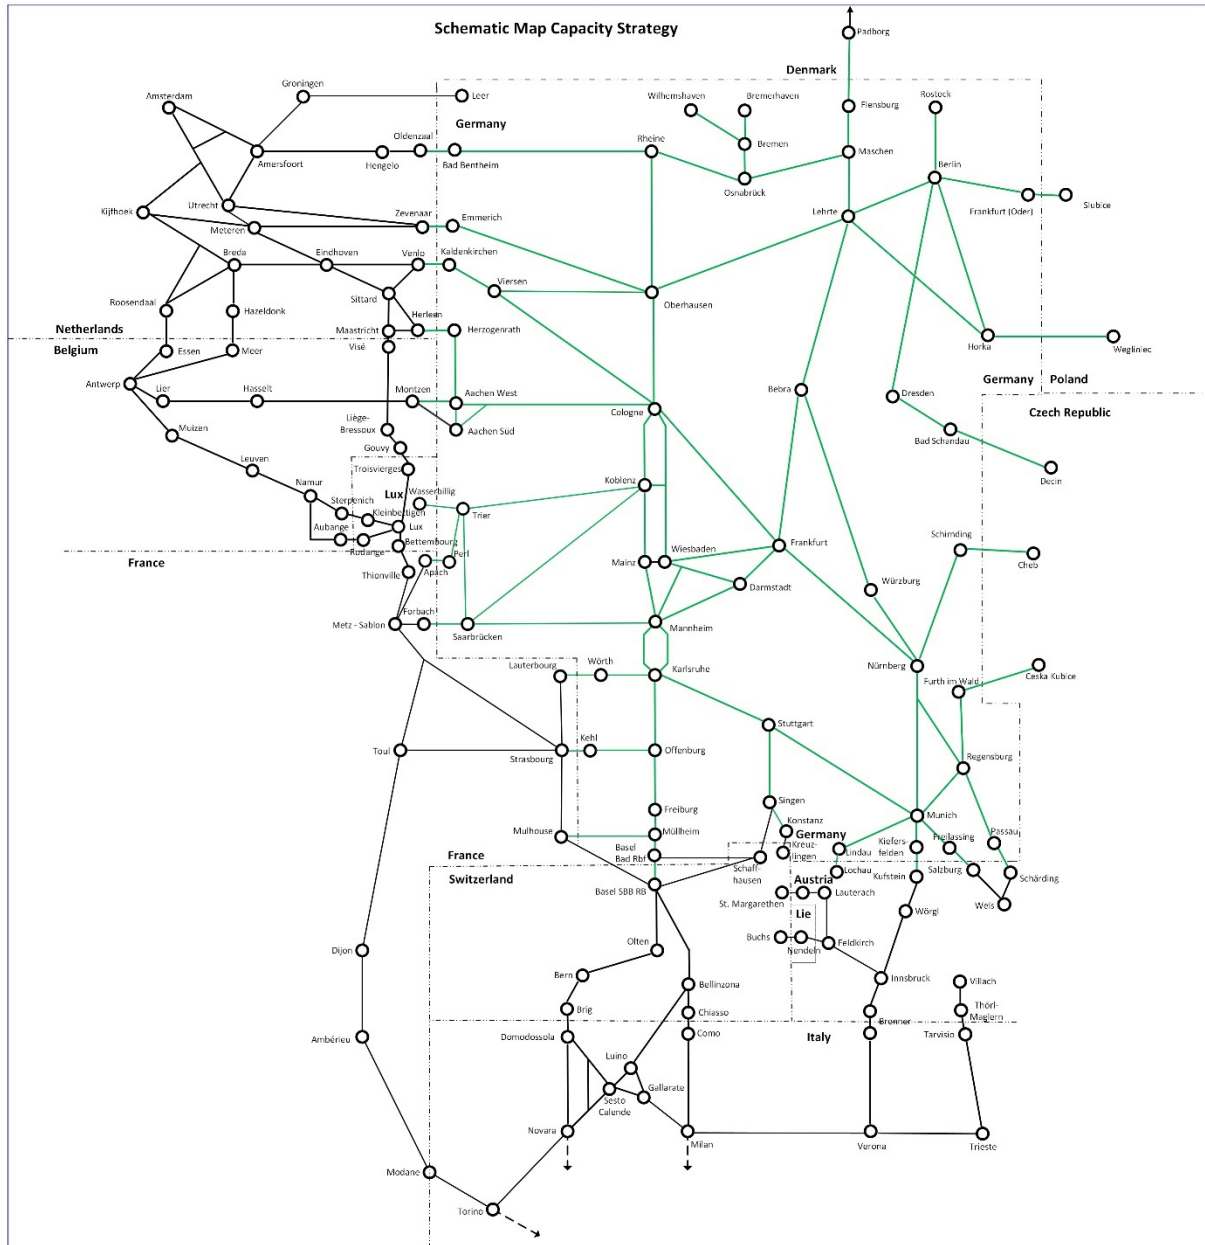 Schematic Map Capacity Strategy
Padborg
Denmark
Groningen
Leer
Amsterdam
Wilhemshaven
Bremerhaven
Flensburg
Rostock
Germany
Oldenzaal
Rheine
Bremen
Maschen
Amersfoort
Hengelo
Bad Bentheim
Osnabrück
Berlin
Kijfhoek
Utrecht
Zevenaar
Emmerich
Lehrte
Frankfurt (Oder)
Slubice
Meteren
Breda
Eindhoven
Venlo
Kaldenkirchen
Viersen
Sittard
Oberhausen
Roosendaal
Hazeldonk
Herleen
Netherlands
Maastricht
Herzogenrath
Horka
Wegliniec
Belgium
Essen
Meer
Visé
Antwerp
Lier
Hasselt
Montzen
Aachen West
Bebra
Dresden
Germany
Poland
Cologne
Czech Republic
Muizen
Liège-
Bressoux
Aachen Süd
Bad Schandau
Gouvy
Leuven
Troisvierges
Decin
Namur
Lux
Wasserbillig
Koblenz
Sterpenich
Kleinbettigen
Trier
Aubange
Lux
Rodange
Bettembourg
Schirnding
France
Perl
Mainz
Wiesbaden
Frankfurt
Cheb
Thionville
Apach
Darmstadt
Würzburg
Metz - Sablon
Forbach
Saarbrücken
Mannheim
Lauterbourg
Wörth
Karlsruhe
Nürnberg
Furth im Wald
Ceska Kubice
Stuttgart
Toul
Strasbourg
Kehl
Offenburg
Regensburg
Singen
Freiburg
Munich
Mulhouse
Müllheim
Konstanz
Germany
Kiefers-
felden
Freilassing
Passau
Basel
Bad Rbf
Kreuz-
lingen
Lindau
France
Schaff-
hausen
Switzerland
Austria
Lochau
Kufstein
Salzburg
Schärding
Basel SBB RB
St. Margarethen
Lauterach
Wels
Lie
Wörgl
Olten
Buchs
Nendeln
Feldkirch
Dijon
Bern
Bellinzona
Innsbruck
Villach
Brig
Chiasso
Thörl-
Maglern
Brenner
Ambérieu
Domodossola
Como
Italy
Tarvisio
Luino
Gallarate
Sesto
Calende
Novara
Milan
Verona
Trieste
Modane
Torino